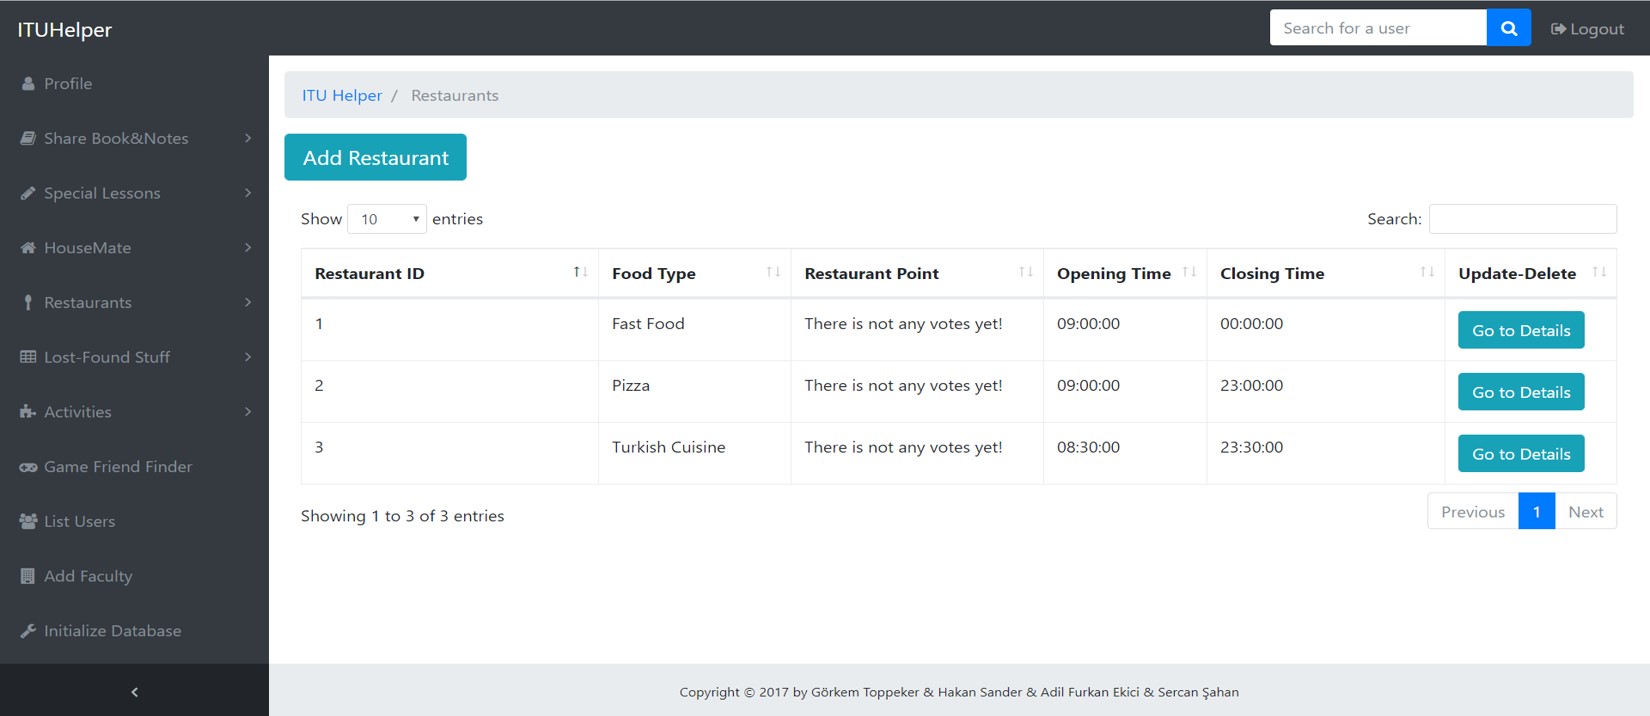 ITUHelper
Search for a user
Logout
Profile
Share Book&Notes
Special Lessons
HouseMate
Restaurants
Lost-Found Stuff
Activities
Game Friend Finder
List Users
Add Faculty
Initialize Database
ITU Helper / Restaurants
Add Restaurant
Show 10 entries
Search:
Restaurant ID Food Type Restaurant Point Opening Time Closing Time Update-Delete
1 Fast Food There is not any votes yet! 09:00:00 00:00:00 Go to Details
2 Pizza There is not any votes yet! 09:00:00 23:00:00 Go to Details
3 Turkish Cuisine There is not any votes yet! 08:30:00 23:30:00 Go to Details
Showing 1 to 3 of 3 entries
Previous 1 Next
Copyright © 2017 by Görkem Toppeker & Hakan Sander & Adil Furkan Ekici & Sercan Şahan